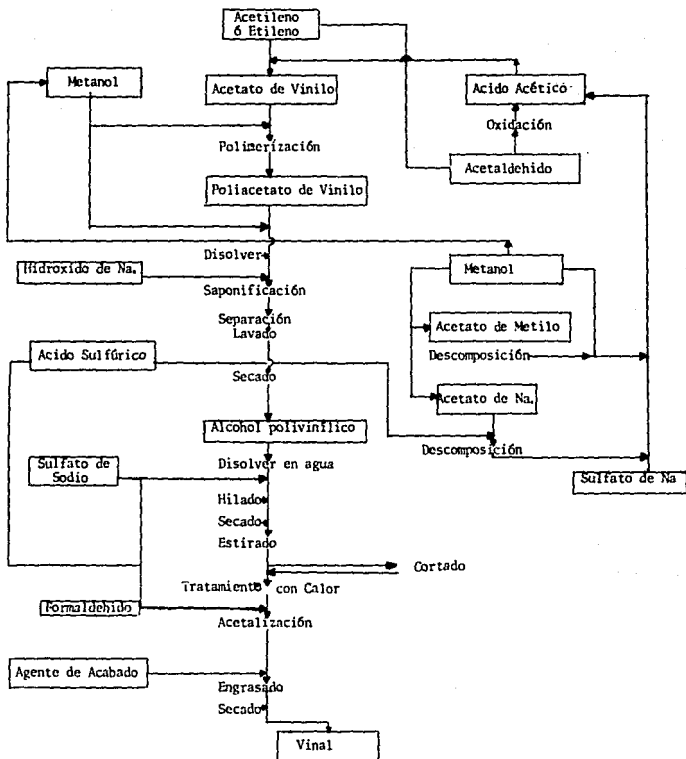 Acetileno
ó Etileno
Metanol
Acetato de Vinilo
Acido Acético
Oxidación
Polimerización
Acetaldehido
Poliacetato de Vinilo
Disolver
Metanol
Hidroxido de Na.
Saponificación
Separación
Lavado
Acetato de Metilo
Acido Sulfúrico
Descomposición
Secado
Acetato de Na.
Alcohol polivinílico
Descomposición
Sulfato de
Sodio
Disolver en agua
Sulfato de Na
Hilado
Secado
Estirado
Cortado
Tratamiento con Calor
Formaldehido
Acetalización
Agente de Acabado
Engrasado
Secado
Vinal